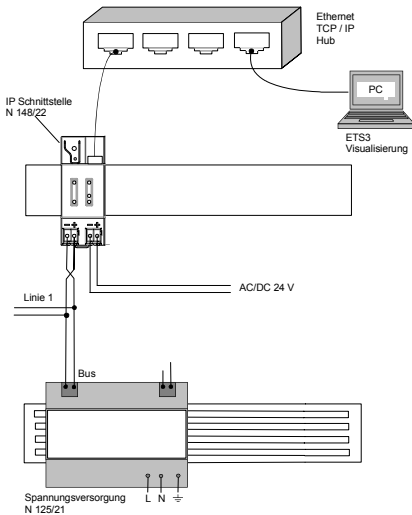 Ethernet
TCP / IP
Hub
PC
ETS3
Visualisierung
IP Schnittstelle
N 148/22
AC/DC 24 V
Linie 1
Bus
L N
Spannungsversorgung
N 125/21